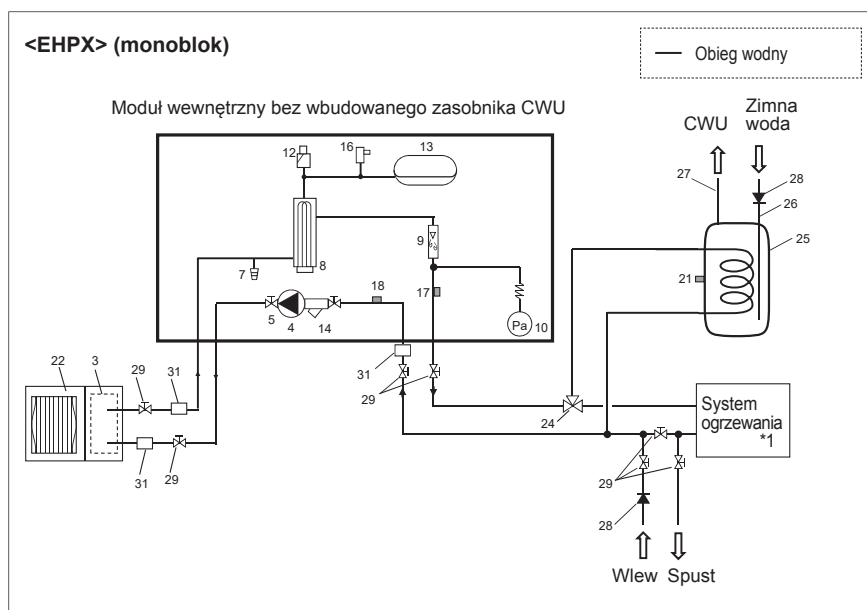 <EHPX> (monoblok)
Obieg wodny
Moduł wewnętrzny bez wbudowanego zasobnika CWU
CWU
Zimna
woda
12
16
13
27
28
26
25
9
8
7
21
18
17
5
4
14
Pa
10
22
3
29
31
31
29
24
System
ogrzewania
*1
31
29
29
28
Wlew
Spust